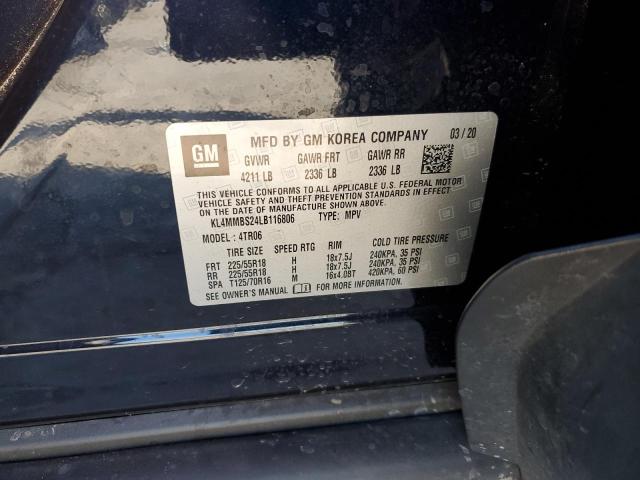 GM MFD BY GM KOREA COMPANY 03 / 20
GVWR GAWR FRT GAWR RR
4211 LB 2336 LB 2336 LB
THIS VEHICLE CONFORMS TO ALL APPLICABLE U.S. FEDERAL MOTOR
VEHICLE SAFETY, BUMPER, AND THEFT PREVENTION STANDARDS IN EFFECT
ON THE DATE OF MANUFACTURE SHOWN ABOVE.
KL4MMBS24LB116806 TYPE: MPV
MODEL : 4TR06
TIRE SIZE SPEED RTG RIM COLD TIRE PRESSURE
FRT 225/55R18 H 18x7.5J 240KPA, 35 PSI
RR 225/55R18 H 18x7.5J 240KPA, 35 PSI
SPA T125/70R16 M 16x4.0BT 420KPA, 60 PSI
SEE OWNER'S MANUAL FOR MORE INFORMATION.